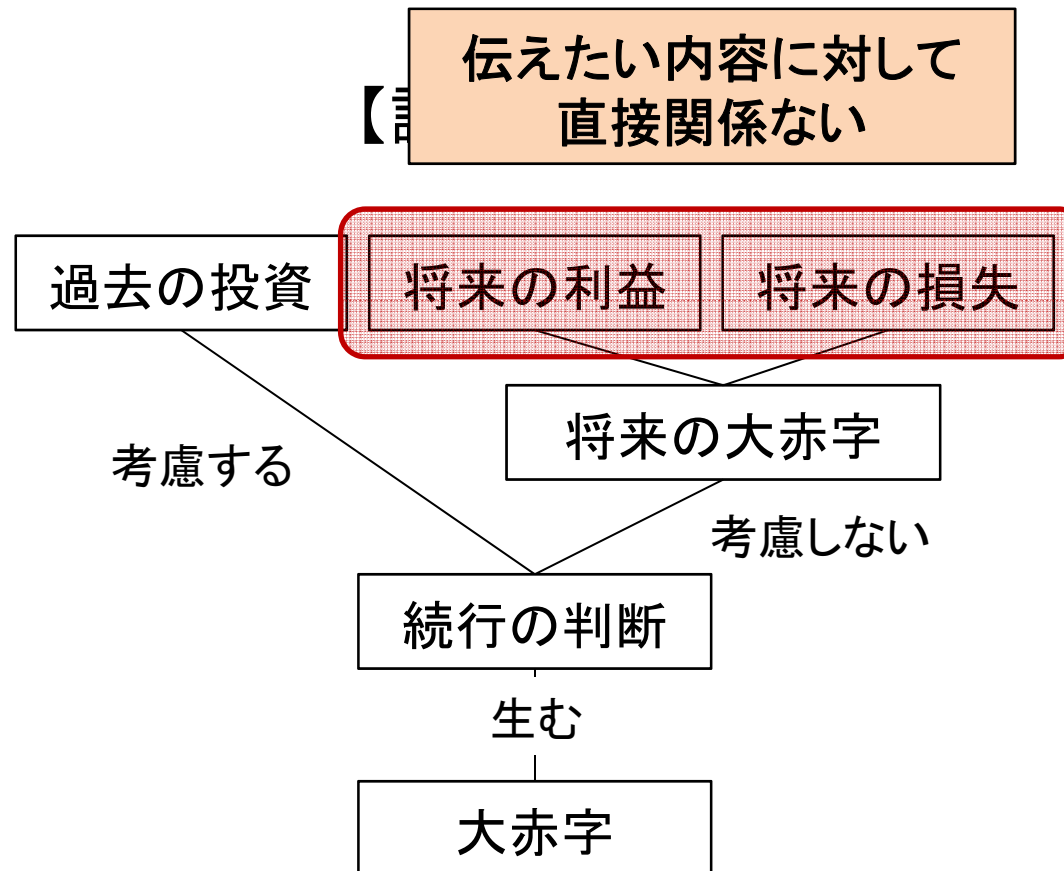 伝えたい内容に対して
直接関係ない
【
過去の投資
将来の利益
将来の損失
将来の大赤字
考慮する
考慮しない
続行の判断
生む
大赤字